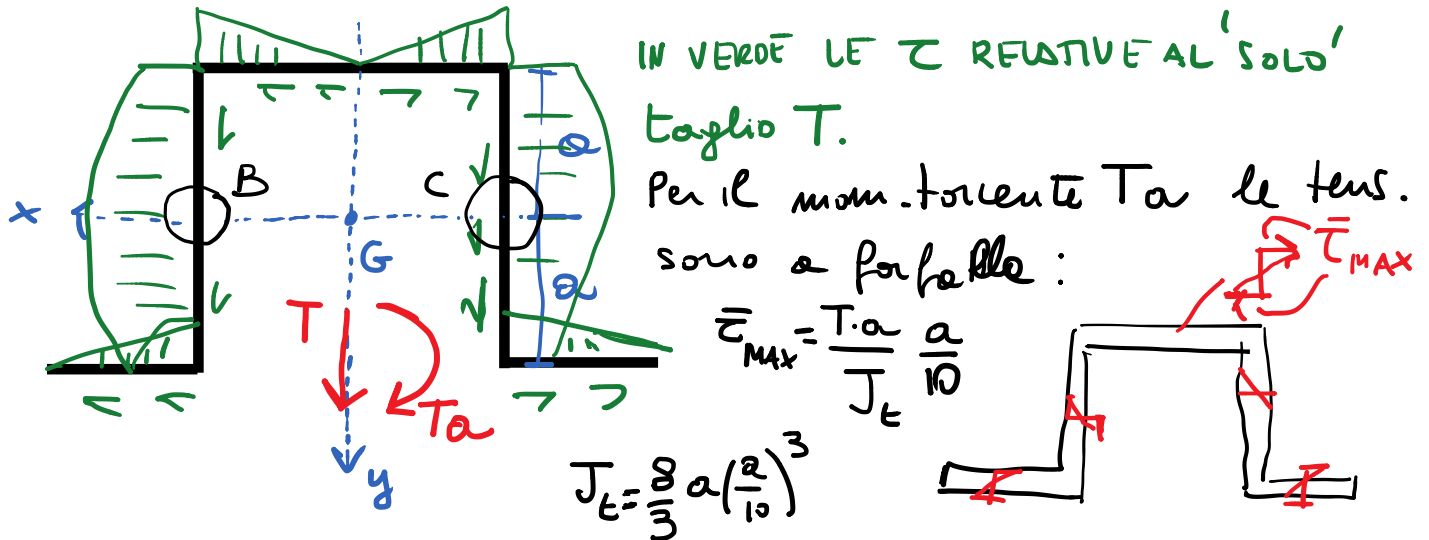 IN VERDE LE τ RELATIVE AL 'SOLO'
taglio T.
Per il mom. torcente Ta le tens.
sono a farfalla:
τ̄MAX
τ̄MAX = T·a/Jt a/10
Jt = 8/3 a(a/10)³
B
C
x
G
a
a
T
Ta
y